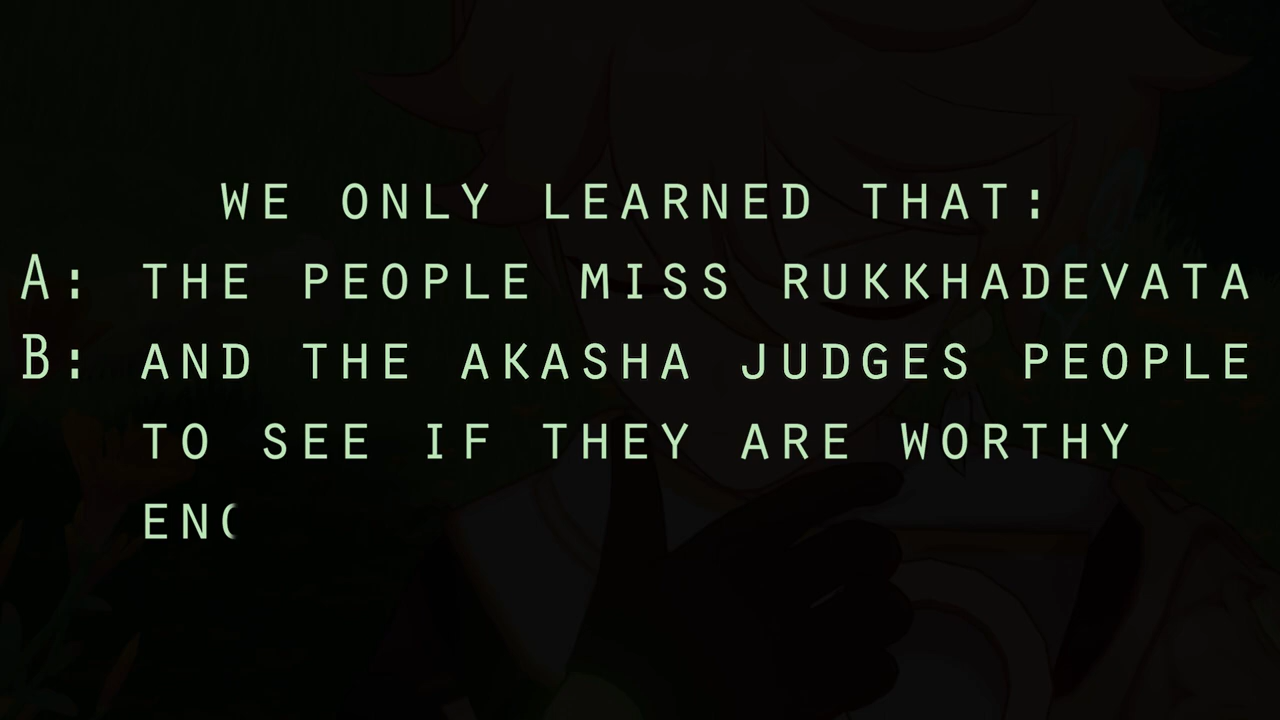 WE ONLY LEARNED THAT:
A: THE PEOPLE MISS RUKKHADEVATA
B: AND THE AKASHA JUDGES PEOPLE
TO SEE IF THEY ARE WORTHY